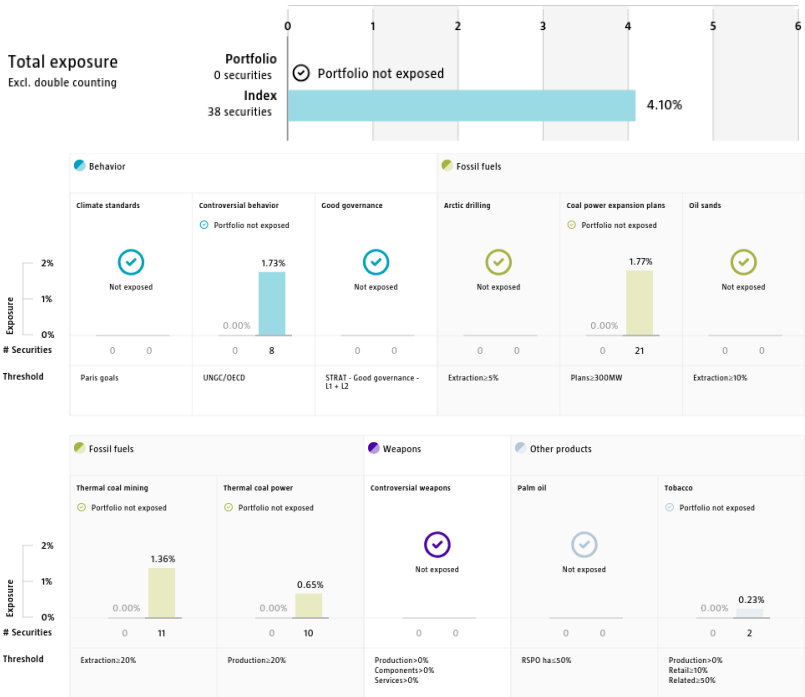 0 1 2 3 4 5 6
Total exposure
Excl. double counting
Portfolio
0 securities
Portfolio not exposed
Index
38 securities
4.10%
Behavior
Fossil fuels
Climate standards
Controversial behavior
Good governance
Arctic drilling
Coal power expansion plans
Oil sands
Portfolio not exposed
Portfolio not exposed
Exposure
2%
1%
0%
Not exposed
0.00%
1.73%
Not exposed
Not exposed
0.00%
1.77%
Not exposed
# Securities
0 0
0 8
0 0
0 0
0 21
0 0
Threshold
Paris goals
UNGC/OECD
STRAT - Good governance -
L1 + L2
Extraction≥5%
Plans≥300MW
Extraction≥10%
Fossil fuels
Weapons
Other products
Thermal coal mining
Thermal coal power
Controversial weapons
Palm oil
Tobacco
Portfolio not exposed
Portfolio not exposed
Portfolio not exposed
Exposure
2%
1%
0%
0.00%
1.36%
0.00%
0.65%
Not exposed
Not exposed
0.00%
0.23%
# Securities
0 11
0 10
0 0
0 0
0 2
Threshold
Extraction≥20%
Production≥20%
Production>0%
Components>0%
Services>0%
RSPO ha≤50%
Production>0%
Retail≥10%
Related≥50%